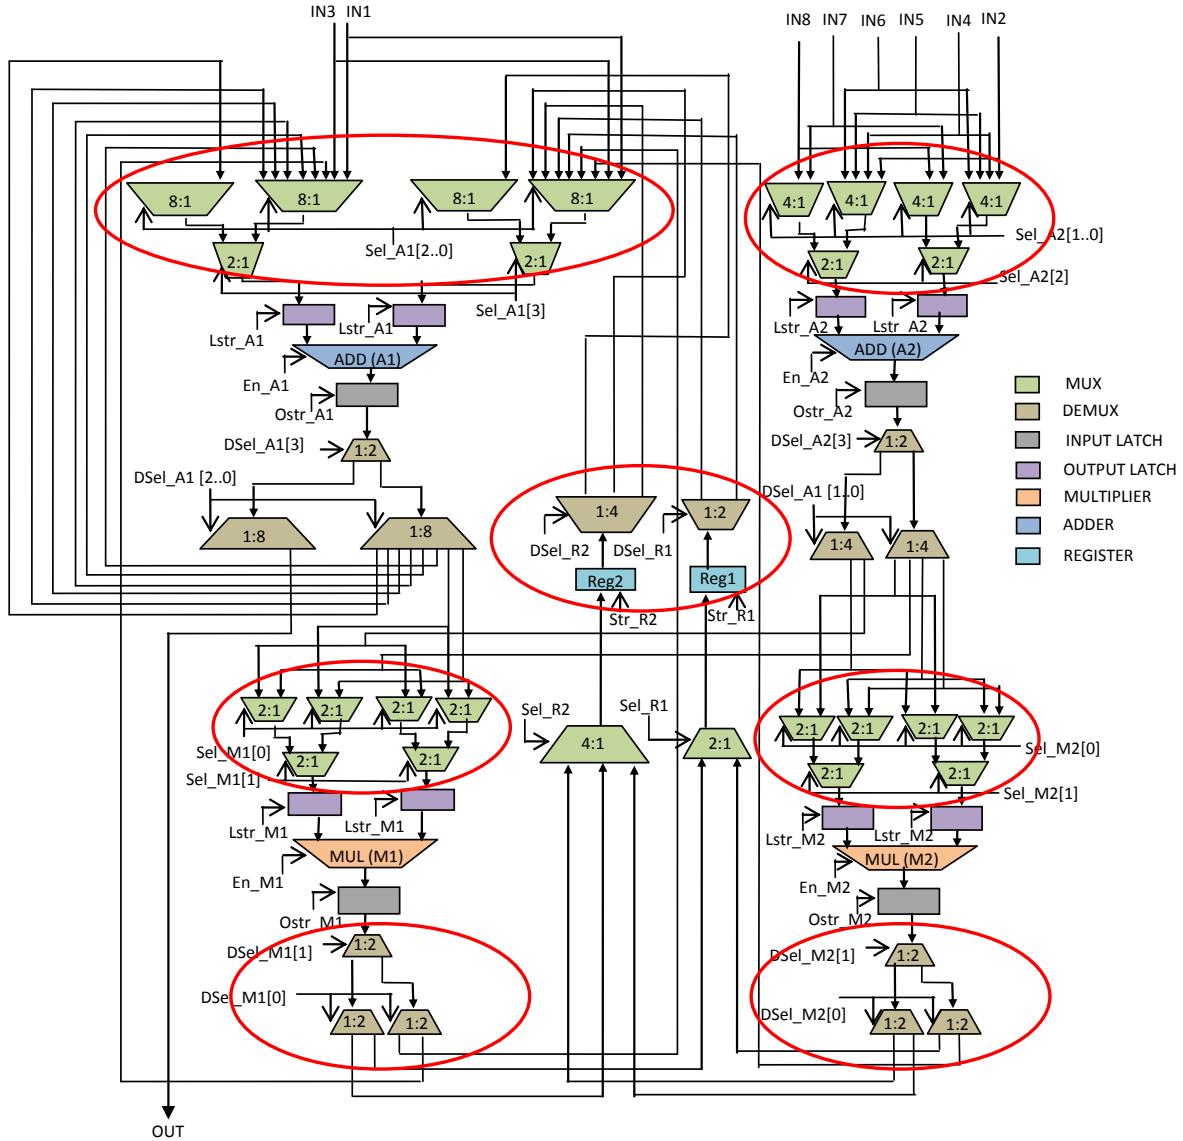 IN3 IN1
IN8 IN7 IN6 IN5 IN4 IN2
8:1 8:1 8:1 8:1
4:1 4:1 4:1 4:1
Sel_A1[2..0]
Sel_A2[1..0]
2:1 2:1
2:1 2:1
Sel_A2[2]
Sel_A1[3]
Lstr_A1 Lstr_A1
Lstr_A2 Lstr_A2
ADD (A1)
ADD (A2)
En_A1
En_A2
Ostr_A1
Ostr_A2
MUX
DEMUX
INPUT LATCH
OUTPUT LATCH
MULTIPLIER
ADDER
REGISTER
DSel_A1[3]
1:2
DSel_A2[3]
1:2
DSel_A1 [2..0]
DSel_A1 [1..0]
1:8 1:8
1:4 1:2
1:4 1:4
DSel_R2 DSel_R1
Reg2 Reg1
Str_R2 Str_R1
2:1 2:1 2:1 2:1
Sel_R2 Sel_R1
2:1 2:1 2:1 2:1
Sel_M1[0]
Sel_M2[0]
4:1 2:1
2:1 2:1
2:1 2:1
Sel_M1[1]
Sel_M2[1]
Lstr_M1 Lstr_M1
Lstr_M2 Lstr_M2
MUL (M1)
MUL (M2)
En_M1
En_M2
Ostr_M1
Ostr_M2
DSel_M1[1]
1:2
DSel_M2[1]
1:2
DSel_M1[0]
DSel_M2[0]
1:2 1:2
1:2 1:2
OUT